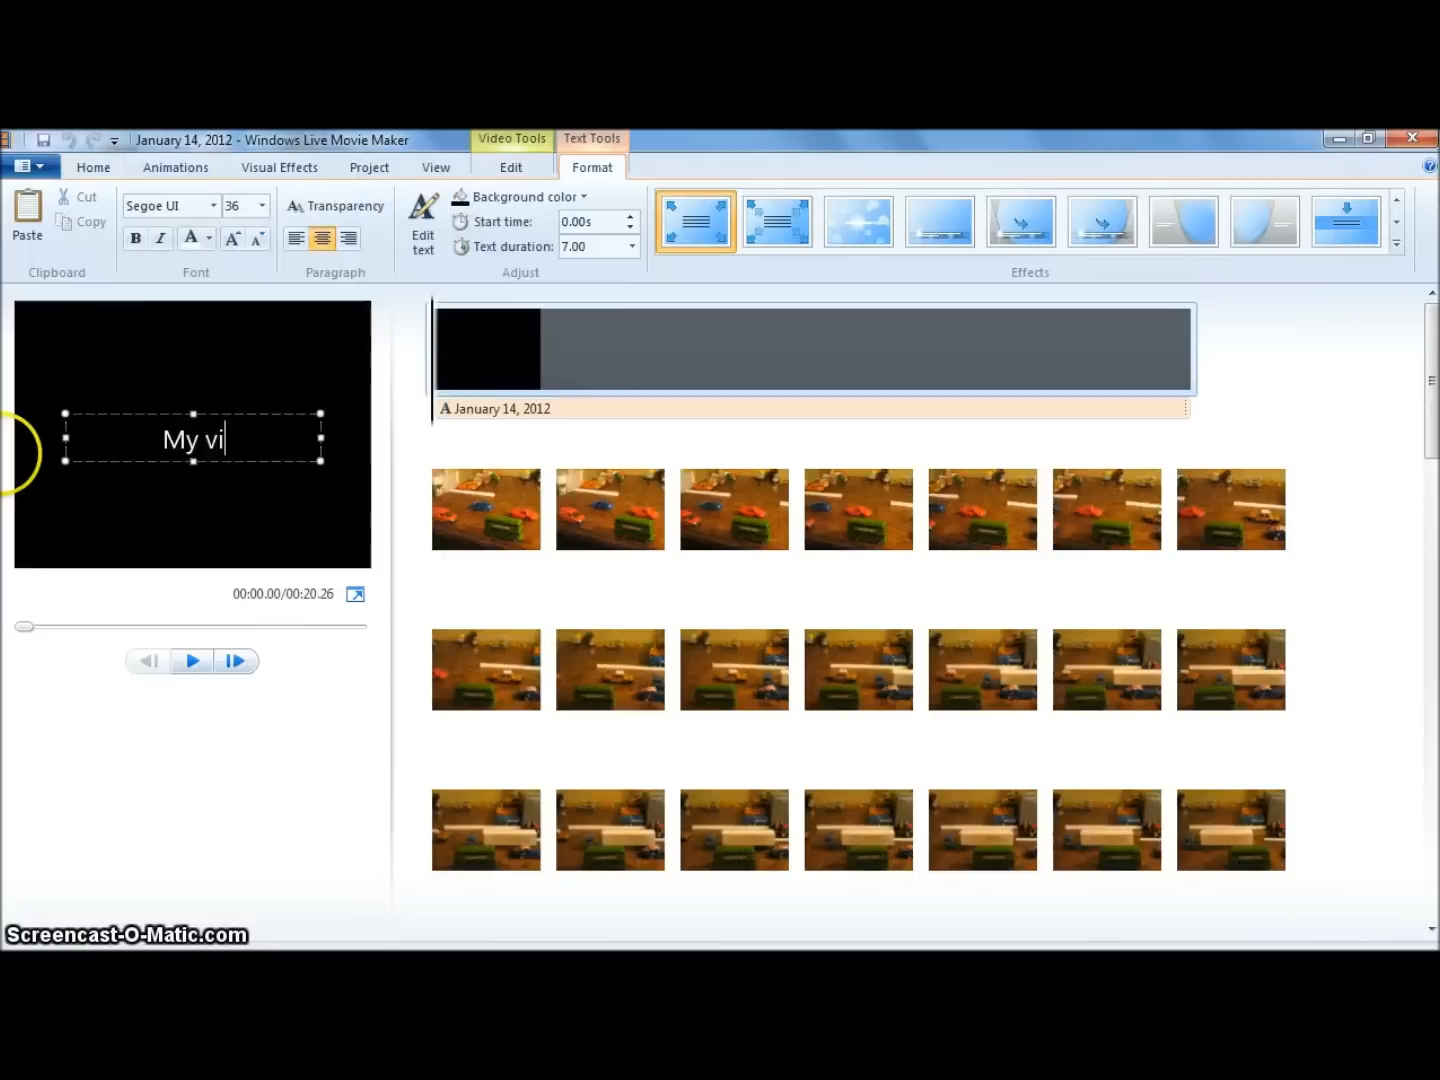 January 14, 2012 - Windows Live Movie Maker
Video Tools
Text Tools
Home
Animations
Visual Effects
Project
View
Edit
Format
Paste
Cut
Copy
Clipboard
Segoe UI
36
B
I
A
A
A
Font
Transparency
Paragraph
Edit
text
Background color
Start time:
0.00s
Text duration:
7.00
Adjust
Effects
My vi
A January 14, 2012
00:00.00/00:20.26
Screencast-O-Matic.com